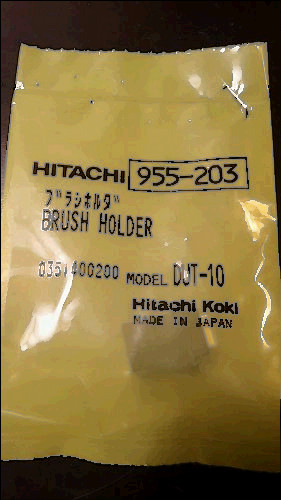 HITACHI 955-203
ブラシホルダ
BRUSH HOLDER
0351400200 MODEL DUT-10
Hitachi Koki
MADE IN JAPAN